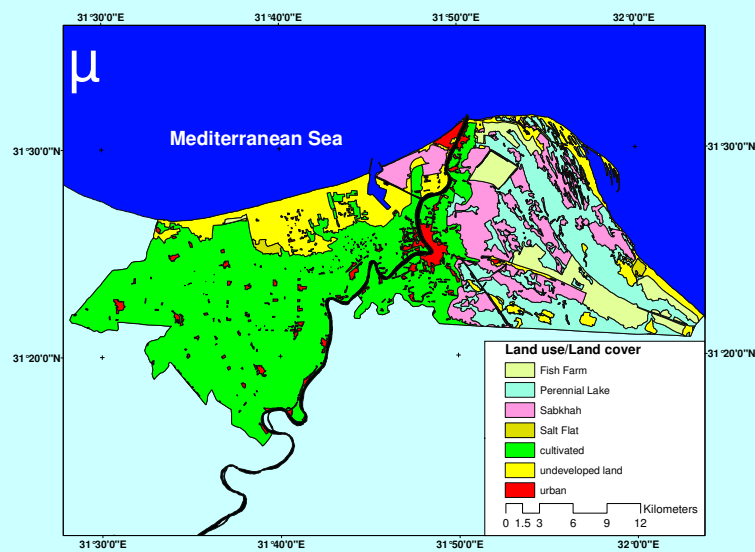 31°30'0"E 31°40'0"E 31°50'0"E 32°0'0"E
μ
Mediterranean Sea
31°30'0"N 31°30'0"N
31°20'0"N 31°20'0"N
Land use/Land cover
Fish Farm
Perennial Lake
Sabkhah
Salt Flat
cultivated
undeveloped land
urban
Kilometers
0 1.5 3 6 9 12
31°30'0"E 31°40'0"E 31°50'0"E 32°0'0"E